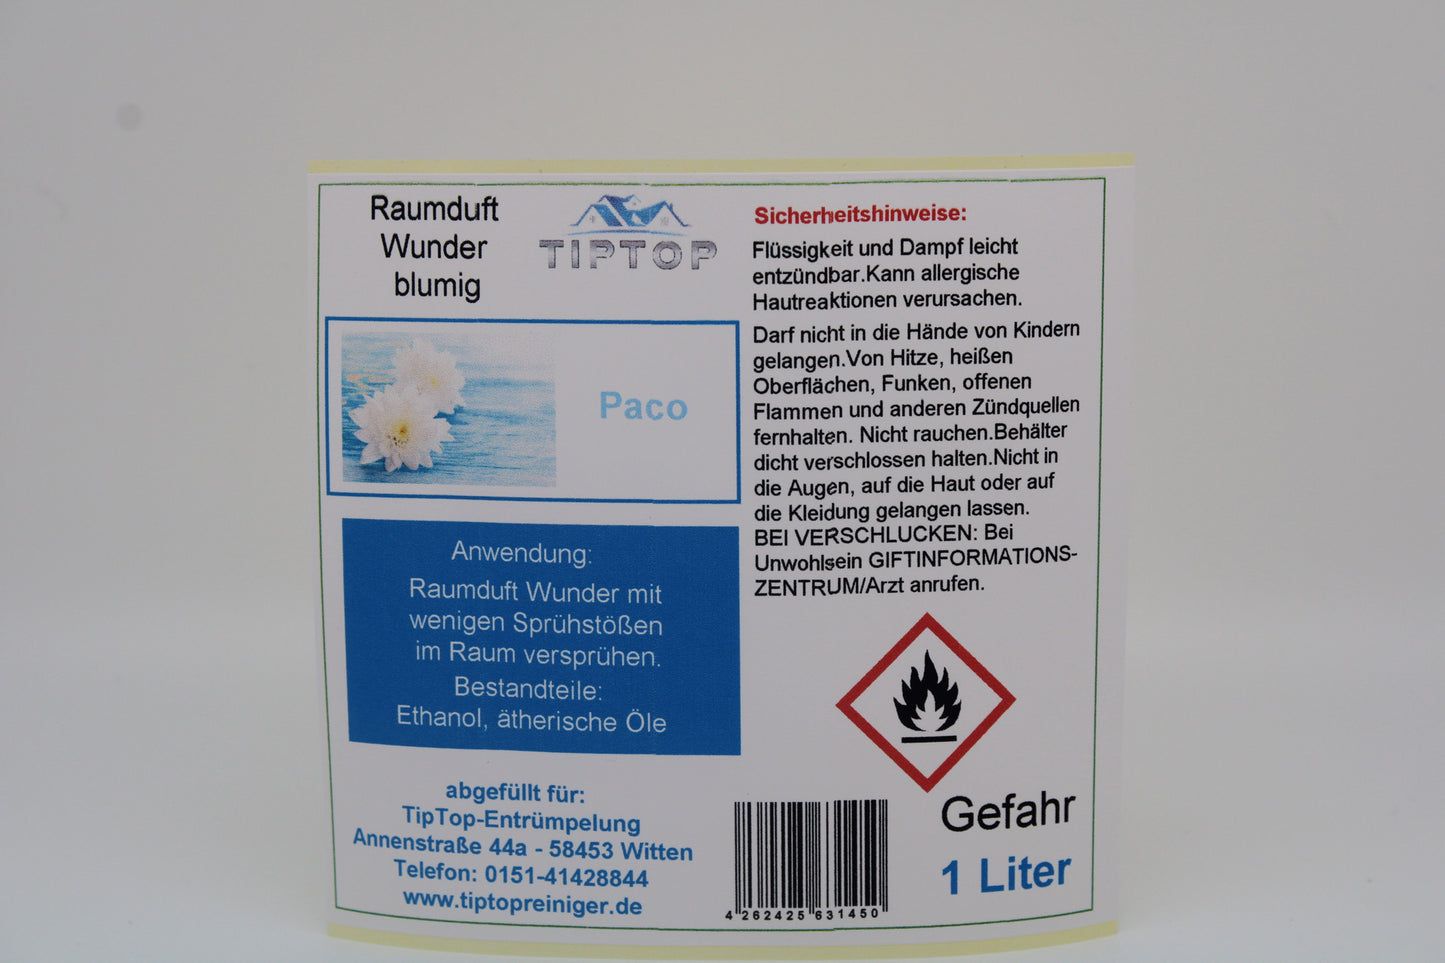 Raumduft
Wunder
blumig
TIPTOP
Paco
Anwendung:
Raumduft Wunder mit
wenigen Sprühstößen
im Raum versprühen.
Bestandteile:
Ethanol, ätherische Öle
abgefüllt für:
TipTop-Entrümpelung
Annenstraße 44a - 58453 Witten
Telefon: 0151-41428844
www.tiptopreiniger.de
Sicherheitshinweise:
Flüssigkeit und Dampf leicht
entzündbar.Kann allergische
Hautreaktionen verursachen.
Darf nicht in die Hände von Kindern
gelangen.Von Hitze, heißen
Oberflächen, Funken, offenen
Flammen und anderen Zündquellen
fernhalten. Nicht rauchen.Behälter
dicht verschlossen halten.Nicht in
die Augen, auf die Haut oder auf
die Kleidung gelangen lassen.
BEI VERSCHLUCKEN: Bei
Unwohlsein GIFTINFORMATIONS-
ZENTRUM/Arzt anrufen.
Gefahr
1 Liter
4 262425 631450